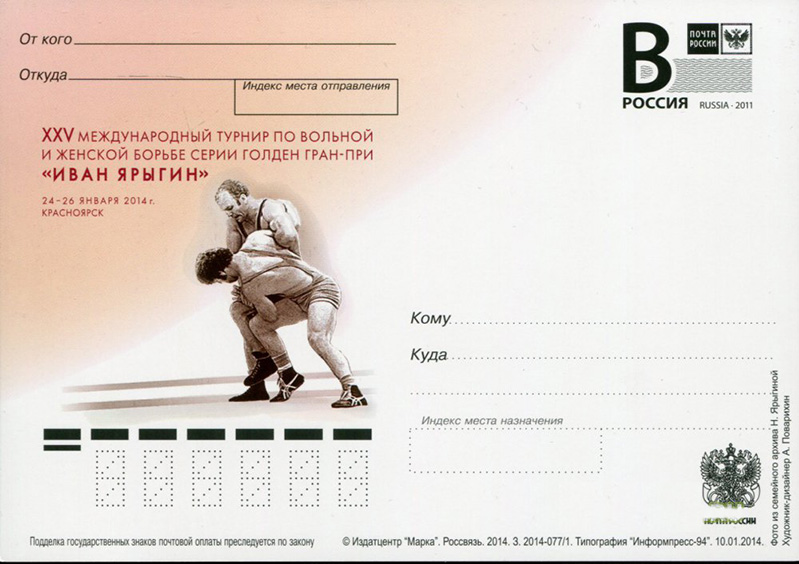 От кого
Откуда
Индекс места отправления
XXV МЕЖДУНАРОДНЫЙ ТУРНИР ПО ВОЛЬНОЙ
И ЖЕНСКОЙ БОРЬБЕ СЕРИИ ГОЛДЕН ГРАН-ПРИ
«ИВАН ЯРЫГИН»
24–26 ЯНВАРЯ 2014 г.
КРАСНОЯРСК
B
ПОЧТА
РОССИИ
РОССИЯ
RUSSIA · 2011
Кому
Куда
Индекс места назначения
ПОЧТА РОССИИ
Фото из семейного архива Н. Ярыгиной
Художник-дизайнер А. Поварихин
Подделка государственных знаков почтовой оплаты преследуется по закону
© Издатцентр "Марка". Россвязь. 2014. З. 2014-077/1. Типография "Информпресс-94". 10.01.2014.